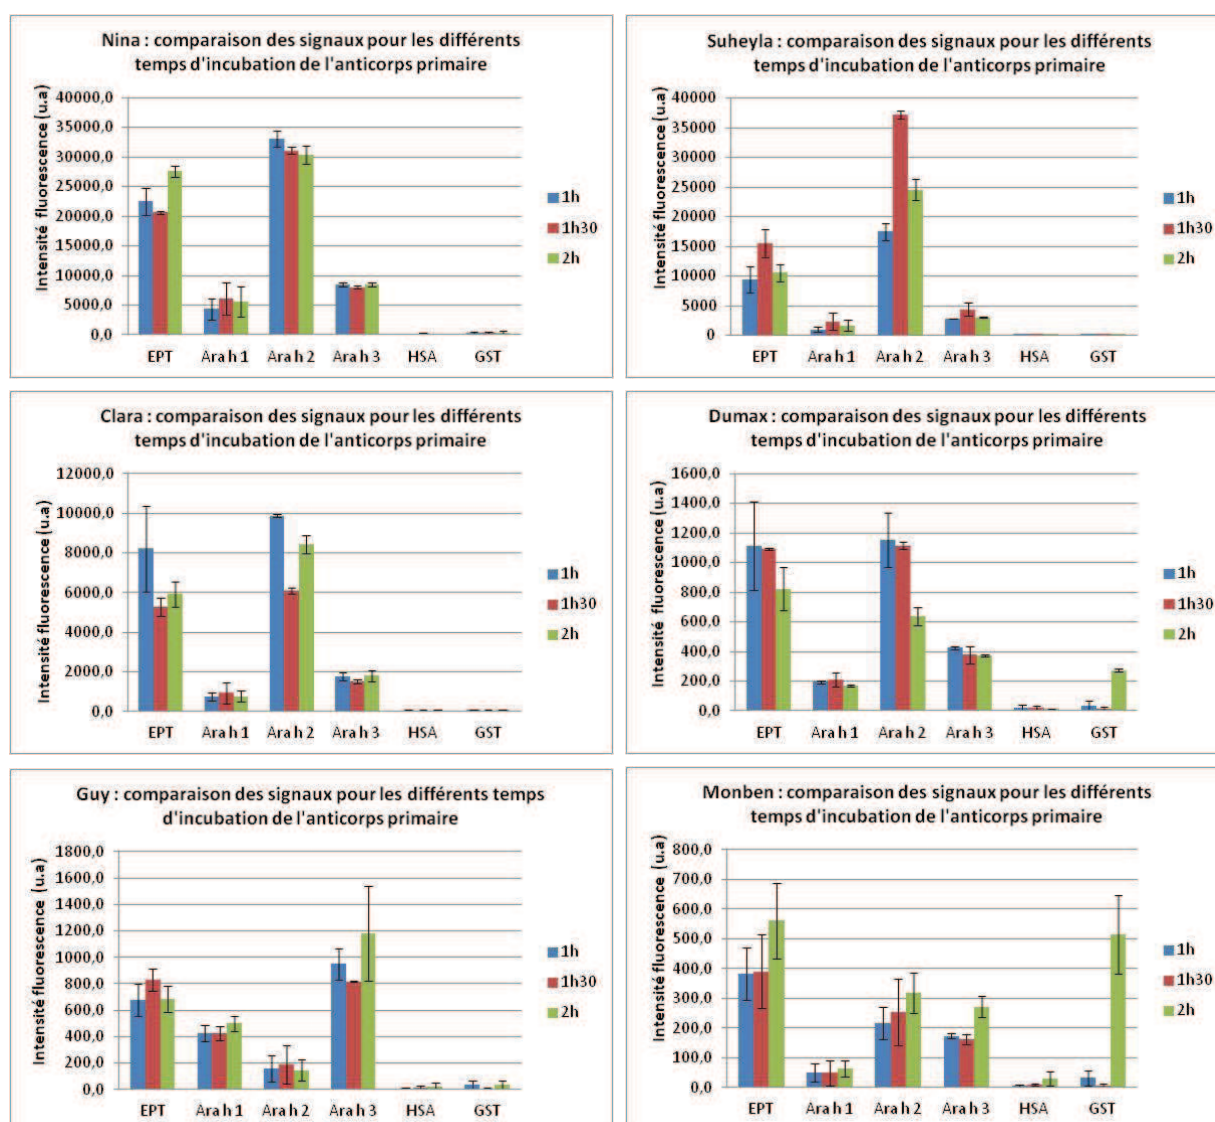 Nina : comparaison des signaux pour les différents
temps d'incubation de l'anticorps primaire
Intensité fluorescence (u.a)
40000,0
35000,0
30000,0
25000,0
20000,0
15000,0
10000,0
5000,0
0,0
EPT Ara h 1 Ara h 2 Ara h 3 HSA GST
1h
1h30
2h
Suheyla : comparaison des signaux pour les différents
temps d'incubation de l'anticorps primaire
Intensité fluorescence (u.a)
40000
35000
30000
25000
20000
15000
10000
5000
0
EPT Ara h 1 Ara h 2 Ara h 3 HSA GST
1h
1h30
2h
Clara : comparaison des signaux pour les différents
temps d'incubation de l'anticorps primaire
Intensité fluorescence (u.a)
12000,0
10000,0
8000,0
6000,0
4000,0
2000,0
0,0
EPT Ara h 1 Ara h 2 Ara h 3 HSA GST
1h
1h30
2h
Dumax : comparaison des signaux pour les différents
temps d'incubation de l'anticorps primaire
Intensité fluorescence (u.a)
1600,0
1400,0
1200,0
1000,0
800,0
600,0
400,0
200,0
0,0
EPT Ara h 1 Ara h 2 Ara h 3 HSA GST
1h
1h30
2h
Guy : comparaison des signaux pour les différents temps
d'incubation de l'anticorps primaire
Intensité fluorescence (u.a)
1800,0
1600,0
1400,0
1200,0
1000,0
800,0
600,0
400,0
200,0
0,0
EPT Ara h 1 Ara h 2 Ara h 3 HSA GST
1h
1h30
2h
Monben : comparaison des signaux pour les différents
temps d'incubation de l'anticorps primaire
Intensité fluorescence (u.a)
800,0
700,0
600,0
500,0
400,0
300,0
200,0
100,0
0,0
EPT Ara h 1 Ara h 2 Ara h 3 HSA GST
1h
1h30
2h